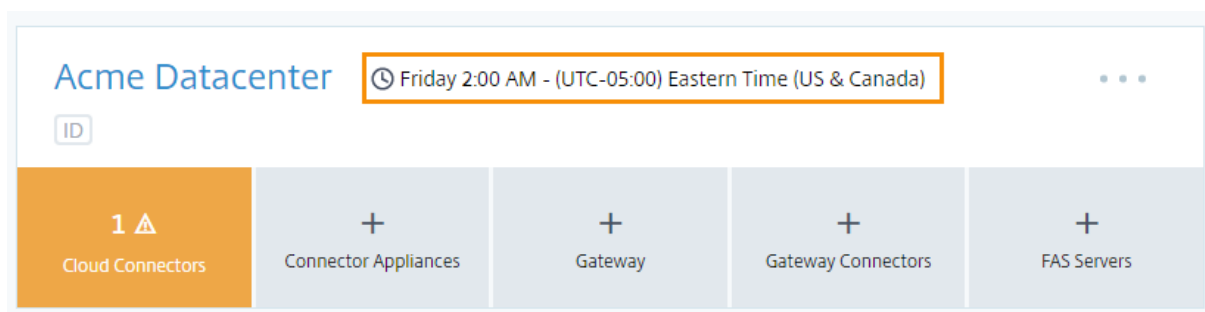 Acme Datacenter
Friday 2:00 AM - (UTC-05:00) Eastern Time (US & Canada)
ID
1
Cloud Connectors
+
Connector Appliances
+
Gateway
+
Gateway Connectors
+
FAS Servers